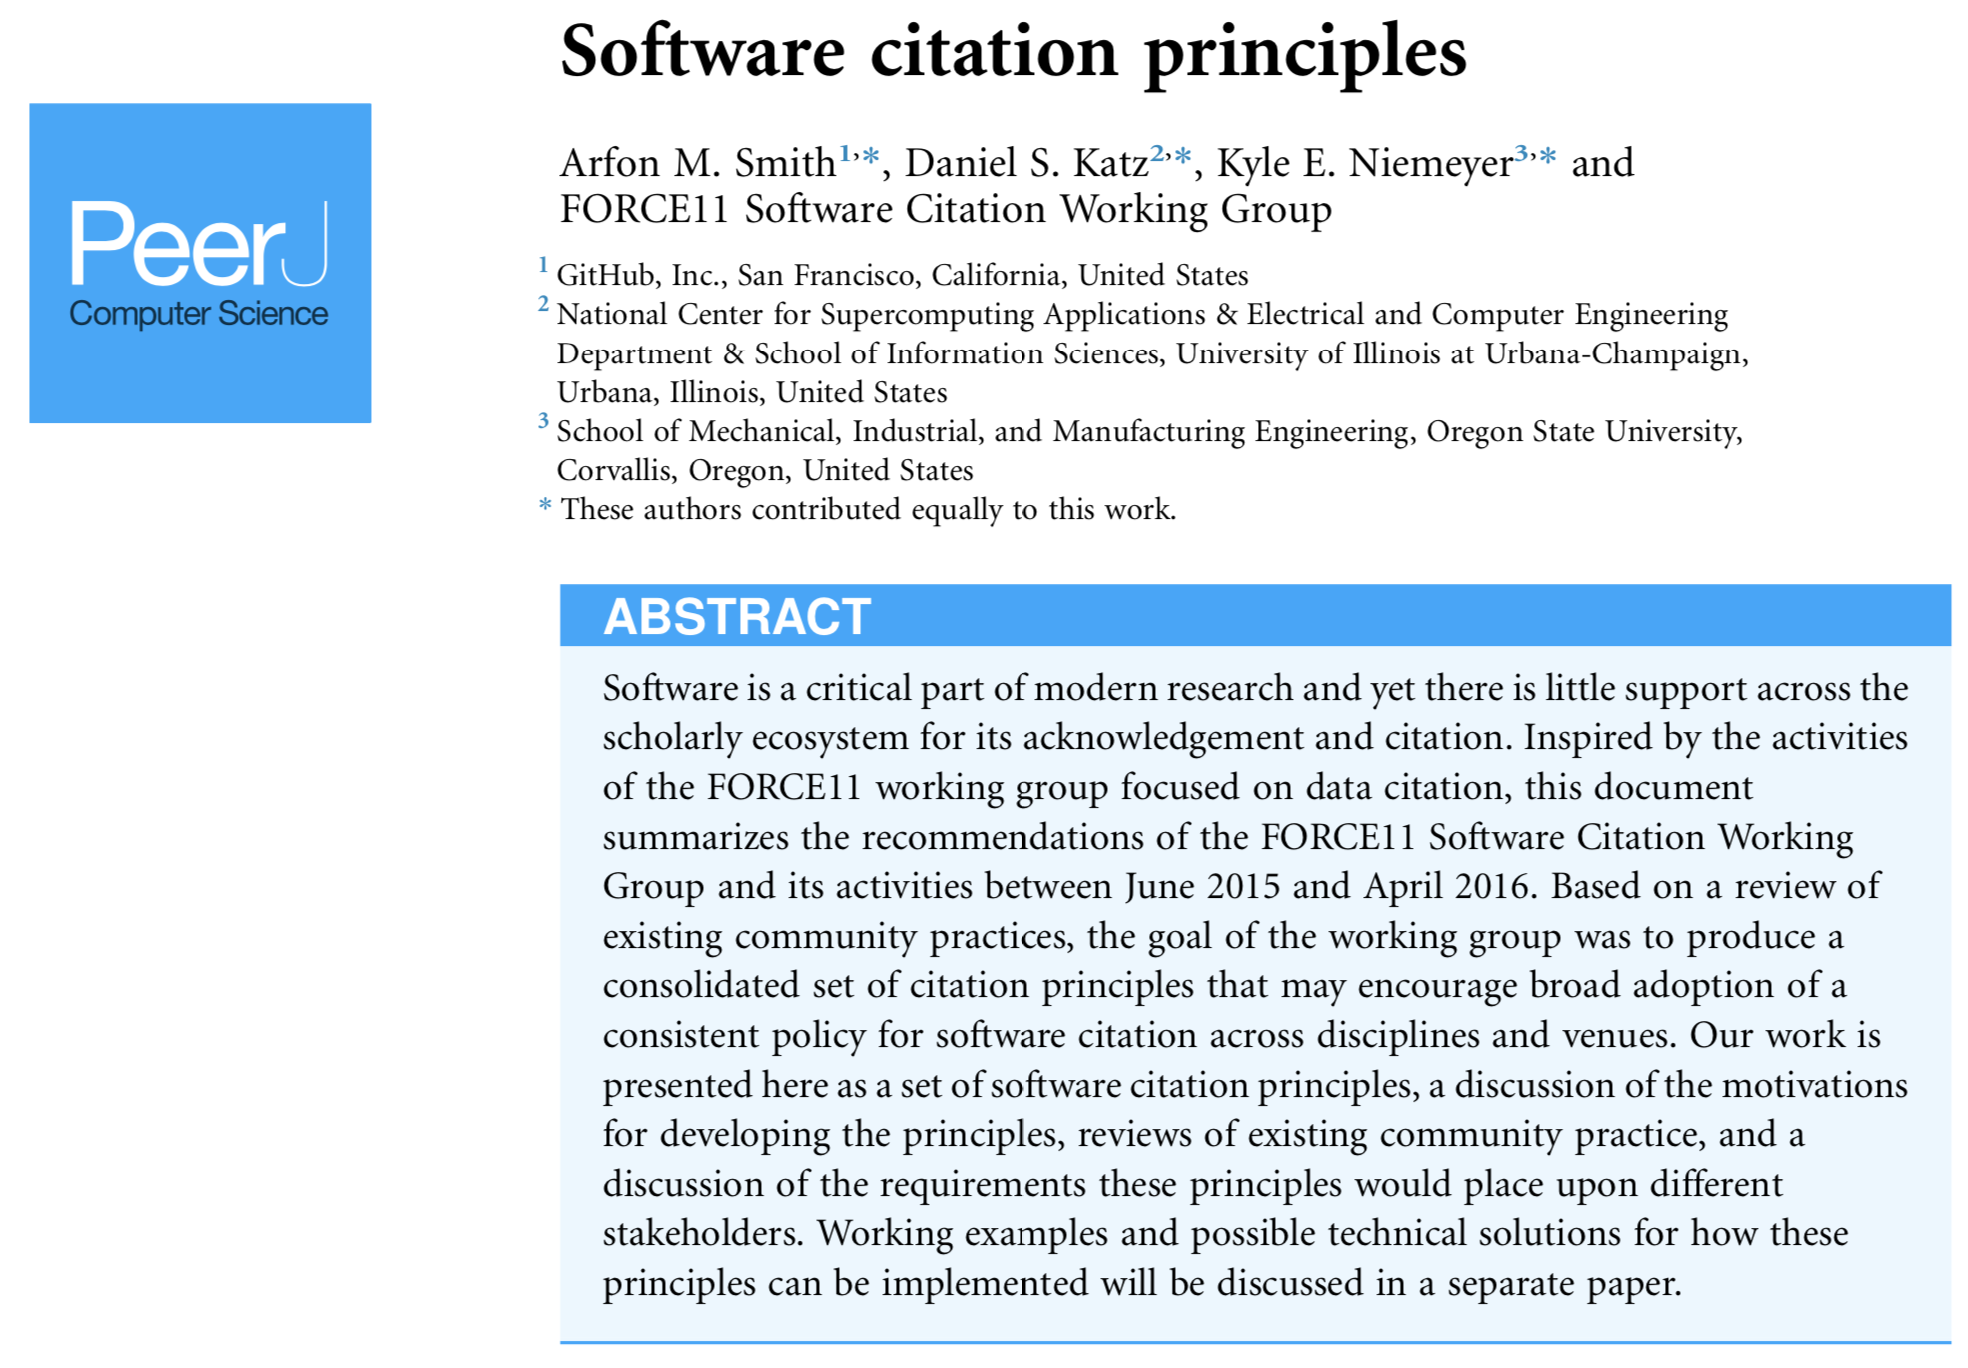 Software citation principles
PeerJ
Computer Science
Arfon M. Smith1,*, Daniel S. Katz2,*, Kyle E. Niemeyer3,* and
FORCE11 Software Citation Working Group
1 GitHub, Inc., San Francisco, California, United States
2 National Center for Supercomputing Applications & Electrical and Computer Engineering
Department & School of Information Sciences, University of Illinois at Urbana-Champaign,
Urbana, Illinois, United States
3 School of Mechanical, Industrial, and Manufacturing Engineering, Oregon State University,
Corvallis, Oregon, United States
* These authors contributed equally to this work.
ABSTRACT
Software is a critical part of modern research and yet there is little support across the
scholarly ecosystem for its acknowledgement and citation. Inspired by the activities
of the FORCE11 working group focused on data citation, this document
summarizes the recommendations of the FORCE11 Software Citation Working
Group and its activities between June 2015 and April 2016. Based on a review of
existing community practices, the goal of the working group was to produce a
consolidated set of citation principles that may encourage broad adoption of a
consistent policy for software citation across disciplines and venues. Our work is
presented here as a set of software citation principles, a discussion of the motivations
for developing the principles, reviews of existing community practice, and a
discussion of the requirements these principles would place upon different
stakeholders. Working examples and possible technical solutions for how these
principles can be implemented will be discussed in a separate paper.